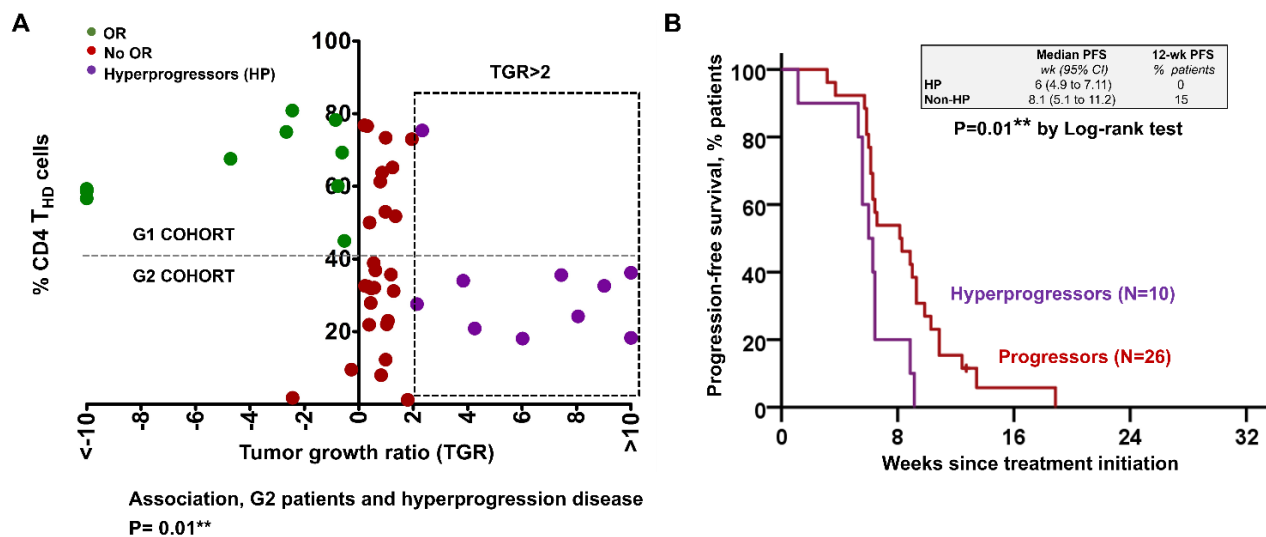 A
OR
No OR
Hyperprogressors (HP)
TGR>2
% CD4 THD cells
100
80
60
40
20
G1 COHORT
G2 COHORT
<-10 -8 -6 -4 -2 0 2 4 6 8 >10
Tumor growth ratio (TGR)
Association, G2 patients and hyperprogression disease
P= 0.01**
B
Median PFS 12-wk PFS
wk (95% CI) % patients
HP 6 (4.9 to 7.11) 0
Non-HP 8.1 (5.1 to 11.2) 15
P=0.01** by Log-rank test
Progression-free survival, % patients
100
80
60
40
20
0
Hyperprogressors (N=10)
Progressors (N=26)
0 8 16 24 32
Weeks since treatment initiation